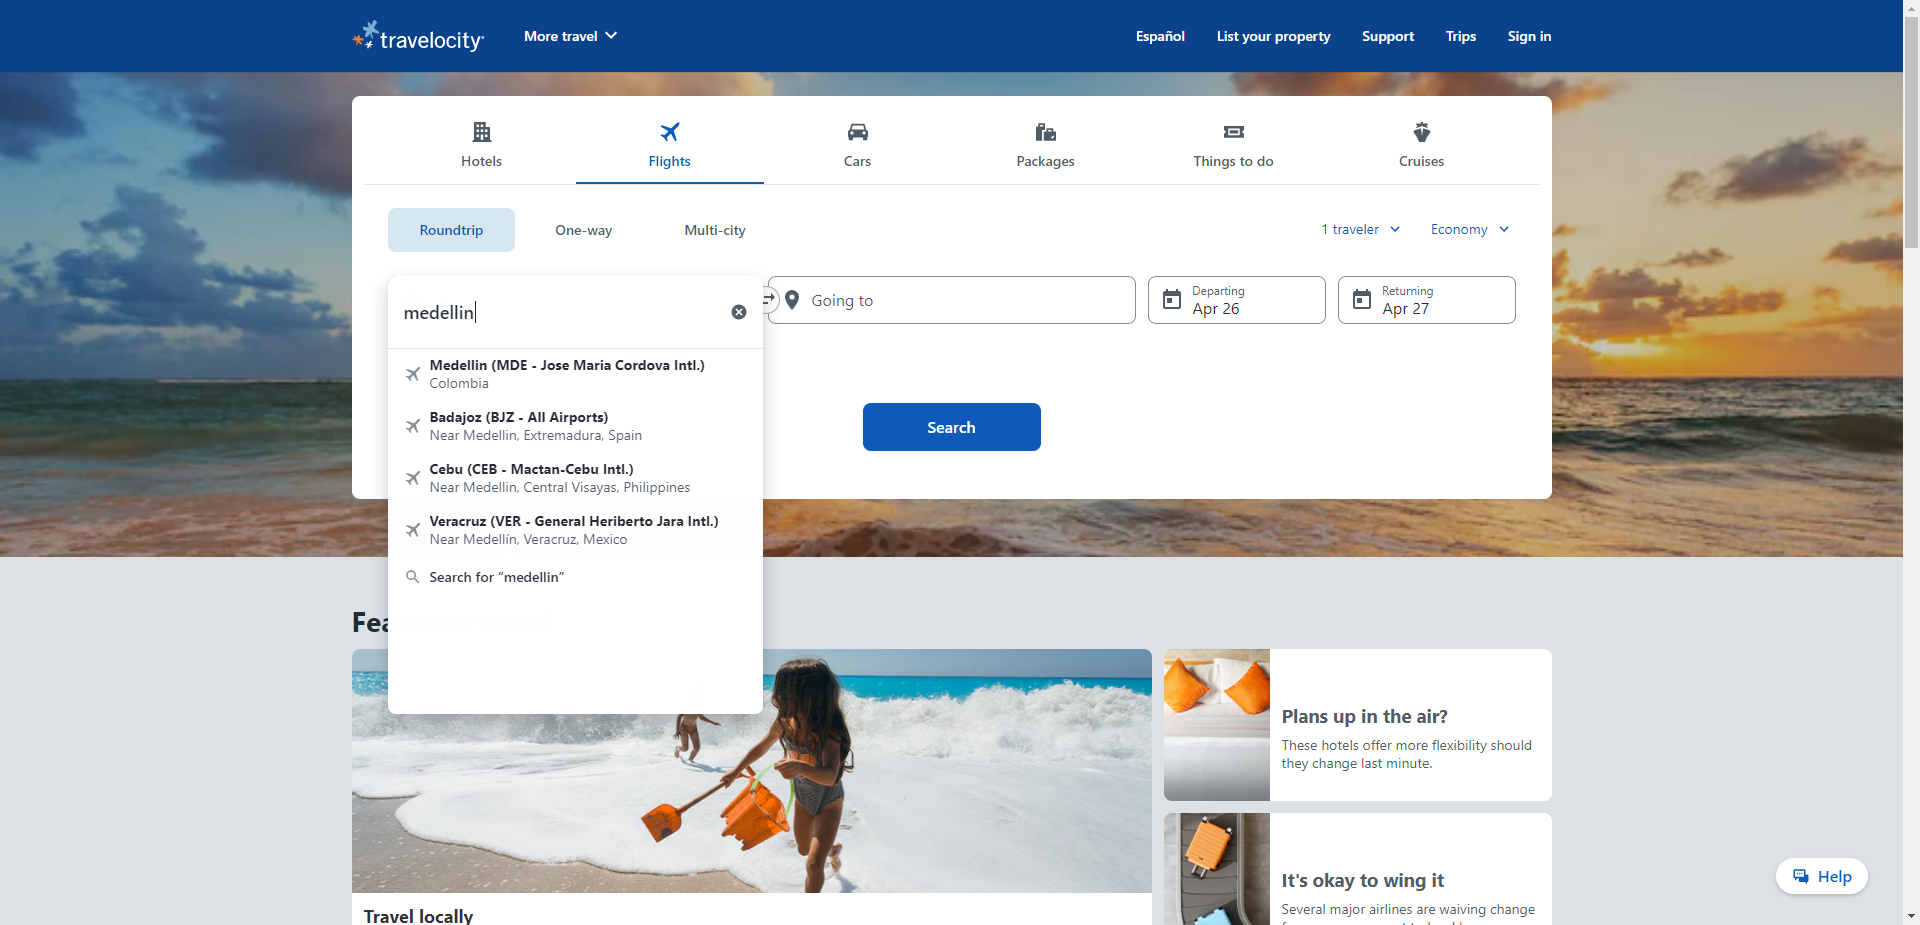 travelocity
More travel
Español
List your property
Support
Trips
Sign in
Hotels
Flights
Cars
Packages
Things to do
Cruises
Roundtrip
One-way
Multi-city
1 traveler
Economy
medellin
Going to
Departing
Apr 26
Returning
Apr 27
Medellin (MDE - Jose Maria Cordova Intl.)
Colombia
Badajoz (BJZ - All Airports)
Near Medellin, Extremadura, Spain
Cebu (CEB - Mactan-Cebu Intl.)
Near Medellin, Central Visayas, Philippines
Veracruz (VER - General Heriberto Jara Intl.)
Near Medellín, Veracruz, Mexico
Search for “medellin”
Search
Plans up in the air?
These hotels offer more flexibility should
they change last minute.
It's okay to wing it
Several major airlines are waiving change
Travel locally
Help